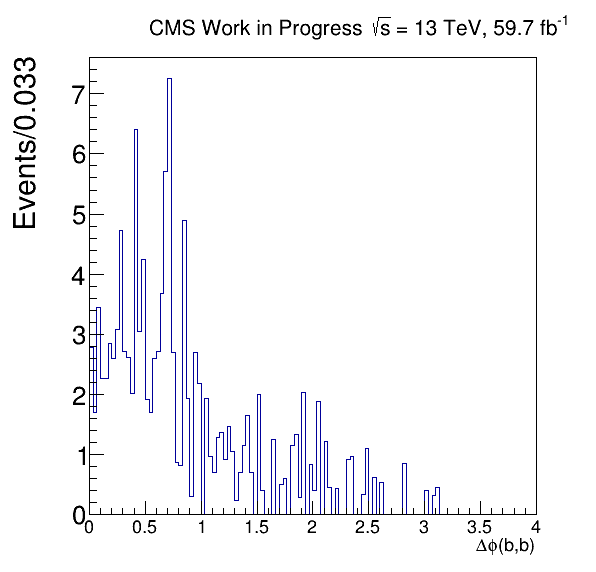 CMS Work in Progress √s = 13 TeV, 59.7 fb⁻¹
Events/0.033
7
6
5
4
3
2
1
0
0 0.5 1 1.5 2 2.5 3 3.5 4
Δϕ(b,b)